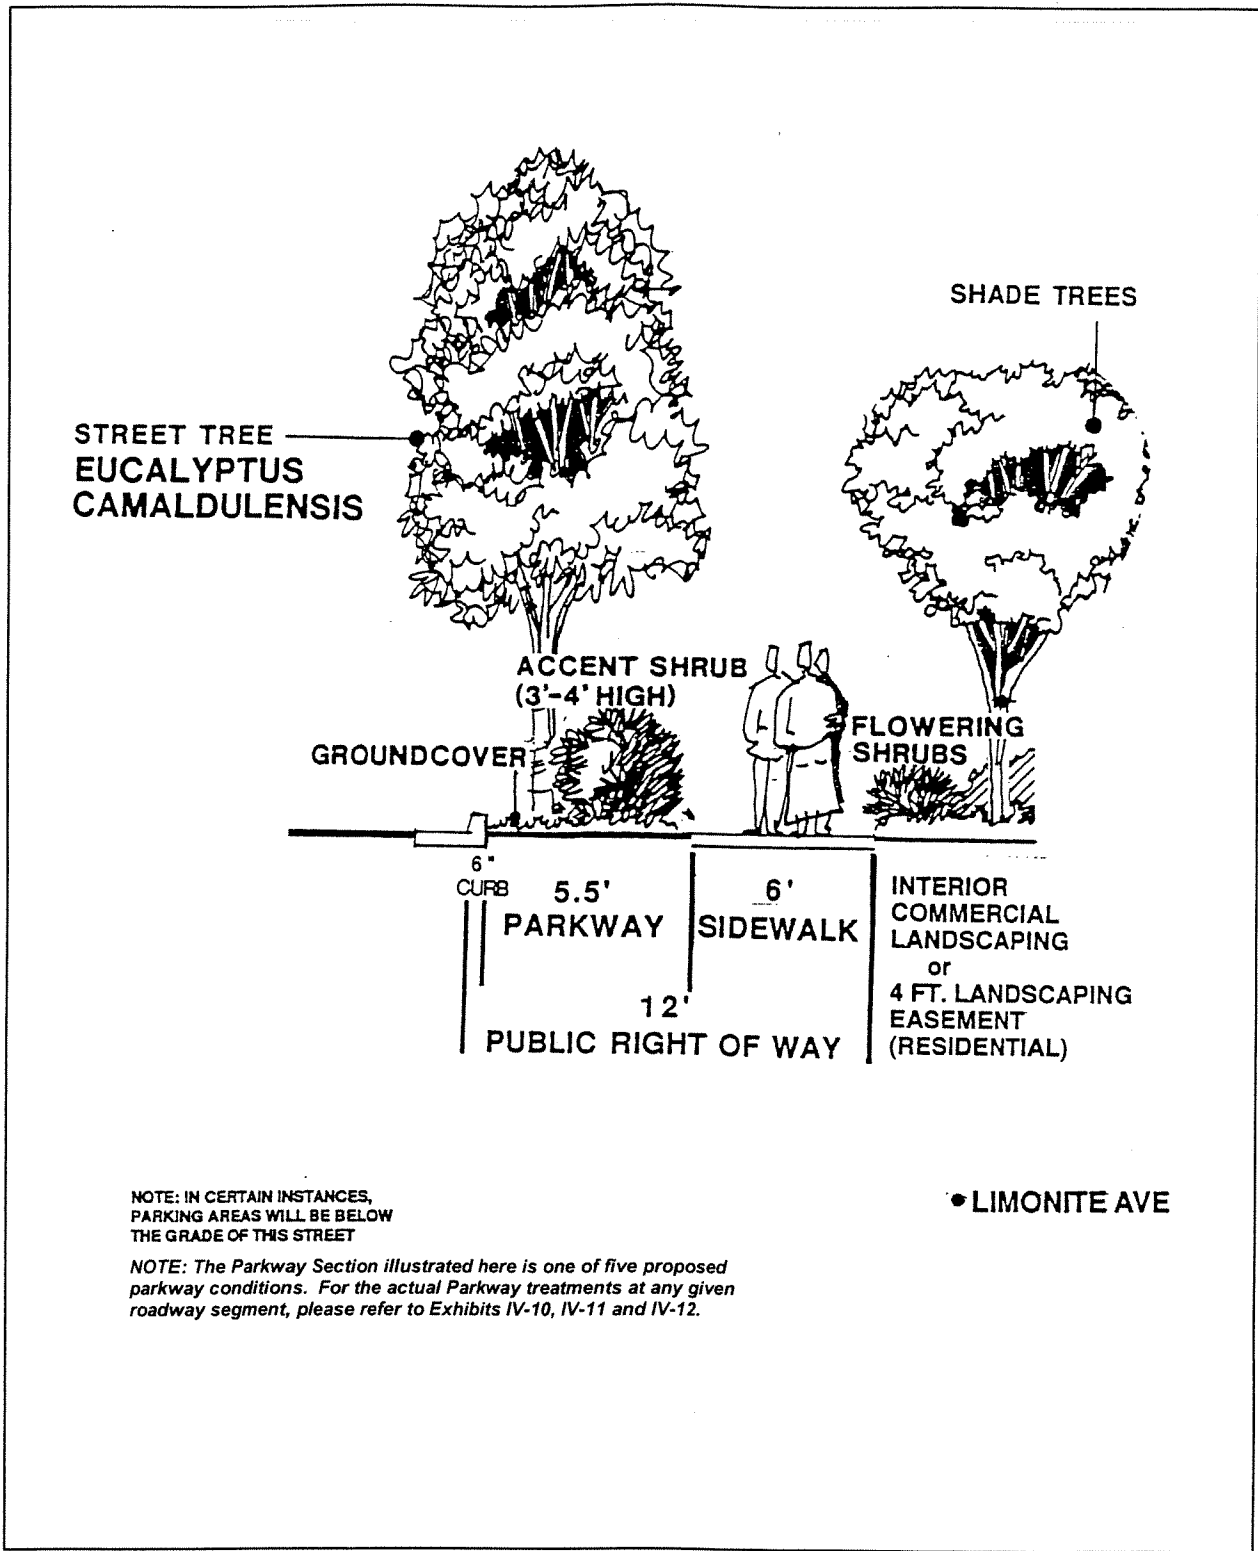 SHADE TREES
STREET TREE
EUCALYPTUS
CAMALDULENSIS
ACCENT SHRUB
(3'-4' HIGH)
FLOWERING
SHRUBS
GROUNDCOVER
6"
CURB
5.5'
PARKWAY
6'
SIDEWALK
12'
PUBLIC RIGHT OF WAY
INTERIOR
COMMERCIAL
LANDSCAPING
or
4 FT. LANDSCAPING
EASEMENT
(RESIDENTIAL)
NOTE: IN CERTAIN INSTANCES,
PARKING AREAS WILL BE BELOW
THE GRADE OF THIS STREET
• LIMONITE AVE
NOTE: The Parkway Section illustrated here is one of five proposed
parkway conditions. For the actual Parkway treatments at any given
roadway segment, please refer to Exhibits IV-10, IV-11 and IV-12.